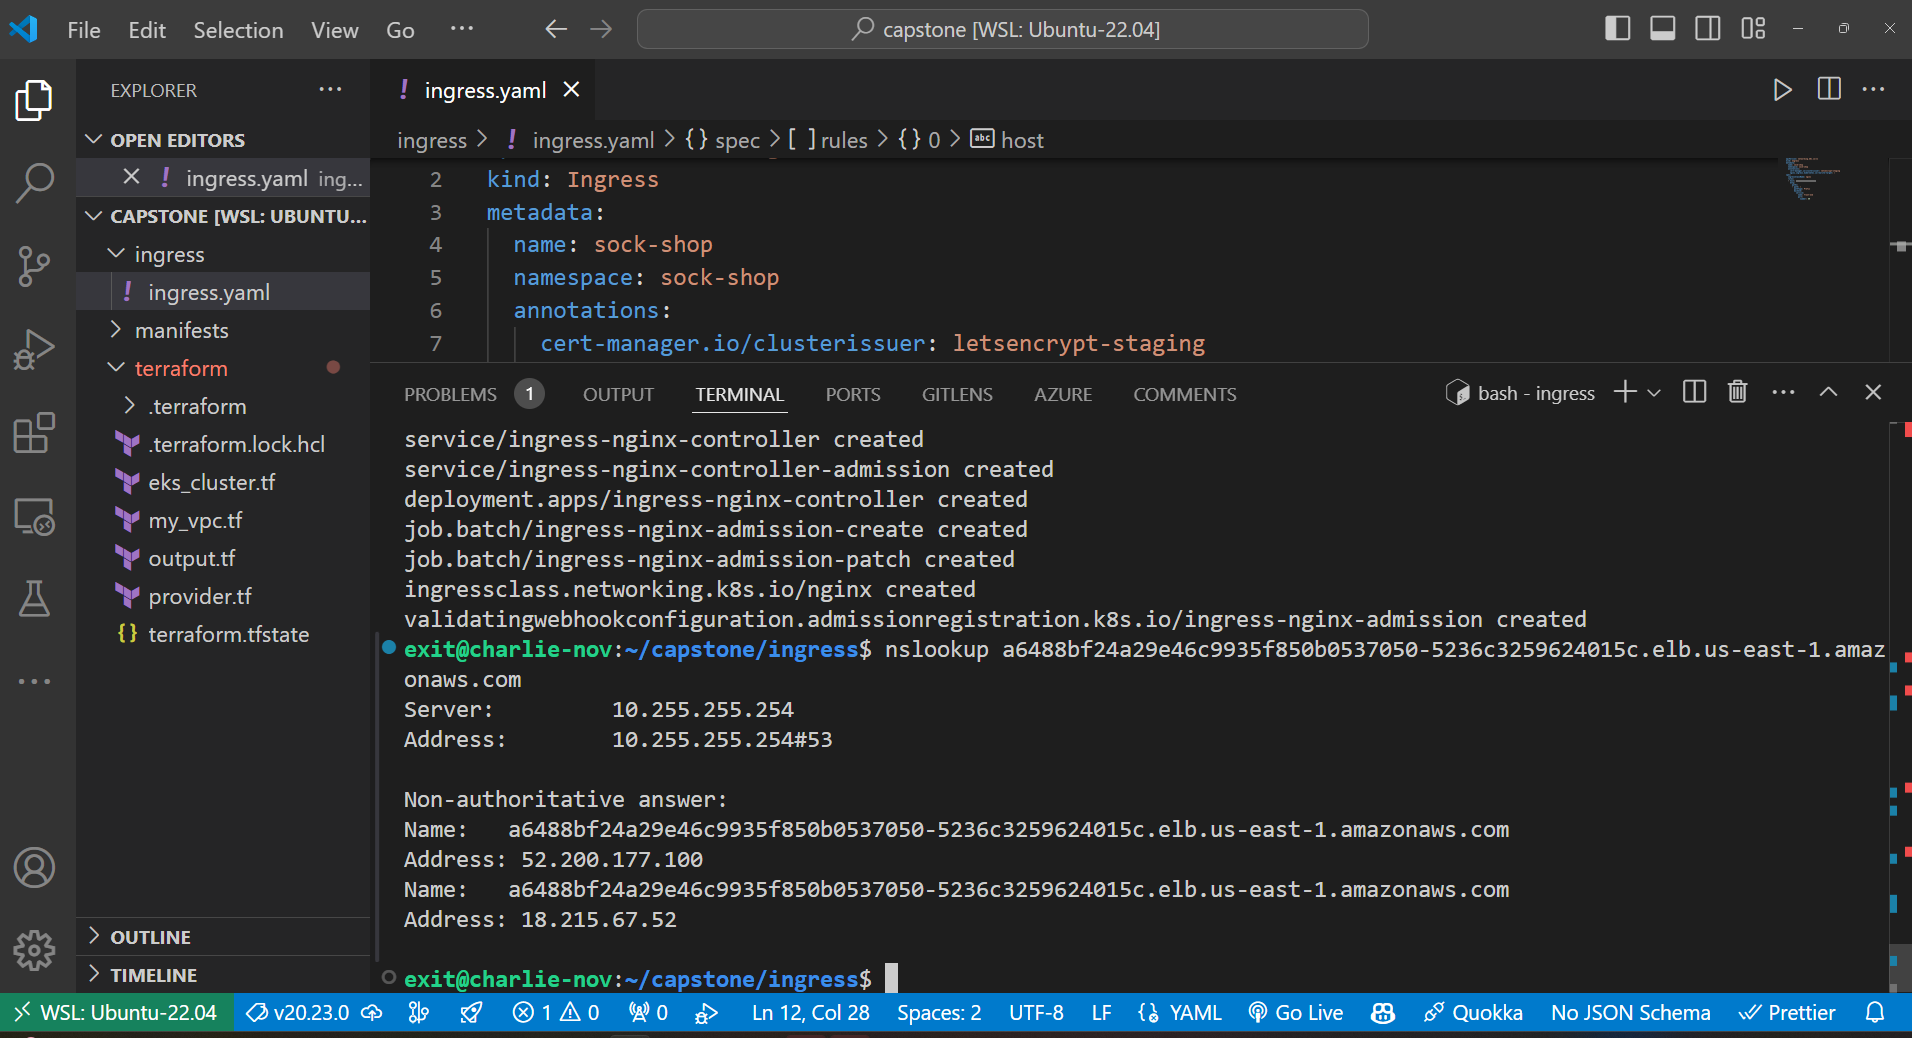 File Edit Selection View Go ···
capstone [WSL: Ubuntu-22.04]
EXPLORER ···
OPEN EDITORS
! ingress.yaml ing...
CAPSTONE [WSL: UBUNTU...
ingress
! ingress.yaml
manifests
terraform
.terraform
.terraform.lock.hcl
eks_cluster.tf
my_vpc.tf
output.tf
provider.tf
{} terraform.tfstate
OUTLINE
TIMELINE
! ingress.yaml
ingress > ! ingress.yaml > {} spec > [ ] rules > {} 0 > abc host
2 kind: Ingress
3 metadata:
4 name: sock-shop
5 namespace: sock-shop
6 annotations:
7 cert-manager.io/clusterissuer: letsencrypt-staging
PROBLEMS 1 OUTPUT TERMINAL PORTS GITLENS AZURE COMMENTS
bash - ingress
service/ingress-nginx-controller created
service/ingress-nginx-controller-admission created
deployment.apps/ingress-nginx-controller created
job.batch/ingress-nginx-admission-create created
job.batch/ingress-nginx-admission-patch created
ingressclass.networking.k8s.io/nginx created
validatingwebhookconfiguration.admissionregistration.k8s.io/ingress-nginx-admission created
exit@charlie-nov:~/capstone/ingress$ nslookup a6488bf24a29e46c9935f850b0537050-5236c3259624015c.elb.us-east-1.amaz
onaws.com
Server: 10.255.255.254
Address: 10.255.255.254#53
Non-authoritative answer:
Name: a6488bf24a29e46c9935f850b0537050-5236c3259624015c.elb.us-east-1.amazonaws.com
Address: 52.200.177.100
Name: a6488bf24a29e46c9935f850b0537050-5236c3259624015c.elb.us-east-1.amazonaws.com
Address: 18.215.67.52
exit@charlie-nov:~/capstone/ingress$
WSL: Ubuntu-22.04 v20.23.0 1 0 0 Ln 12, Col 28 Spaces: 2 UTF-8 LF YAML Go Live Quokka No JSON Schema Prettier